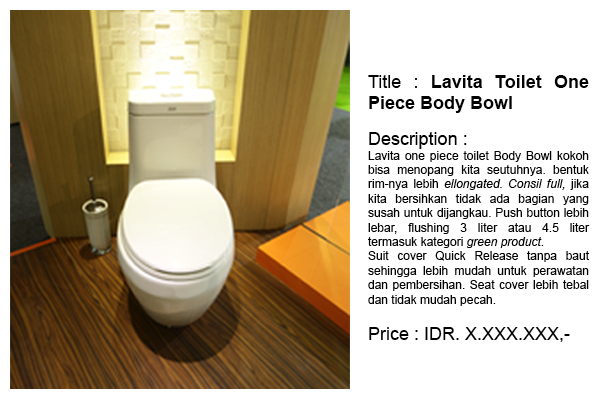 Title : Lavita Toilet One
Piece Body Bowl
Description :
Lavita one piece toilet Body Bowl kokoh
bisa menopang kita seutuhnya. bentuk
rim-nya lebih ellongated. Consil full, jika
kita bersihkan tidak ada bagian yang
susah untuk dijangkau. Push button lebih
lebar, flushing 3 liter atau 4.5 liter
termasuk kategori green product.
Suit cover Quick Release tanpa baut
sehingga lebih mudah untuk perawatan
dan pembersihan. Seat cover lebih tebal
dan tidak mudah pecah.
Price : IDR. X.XXX.XXX,-